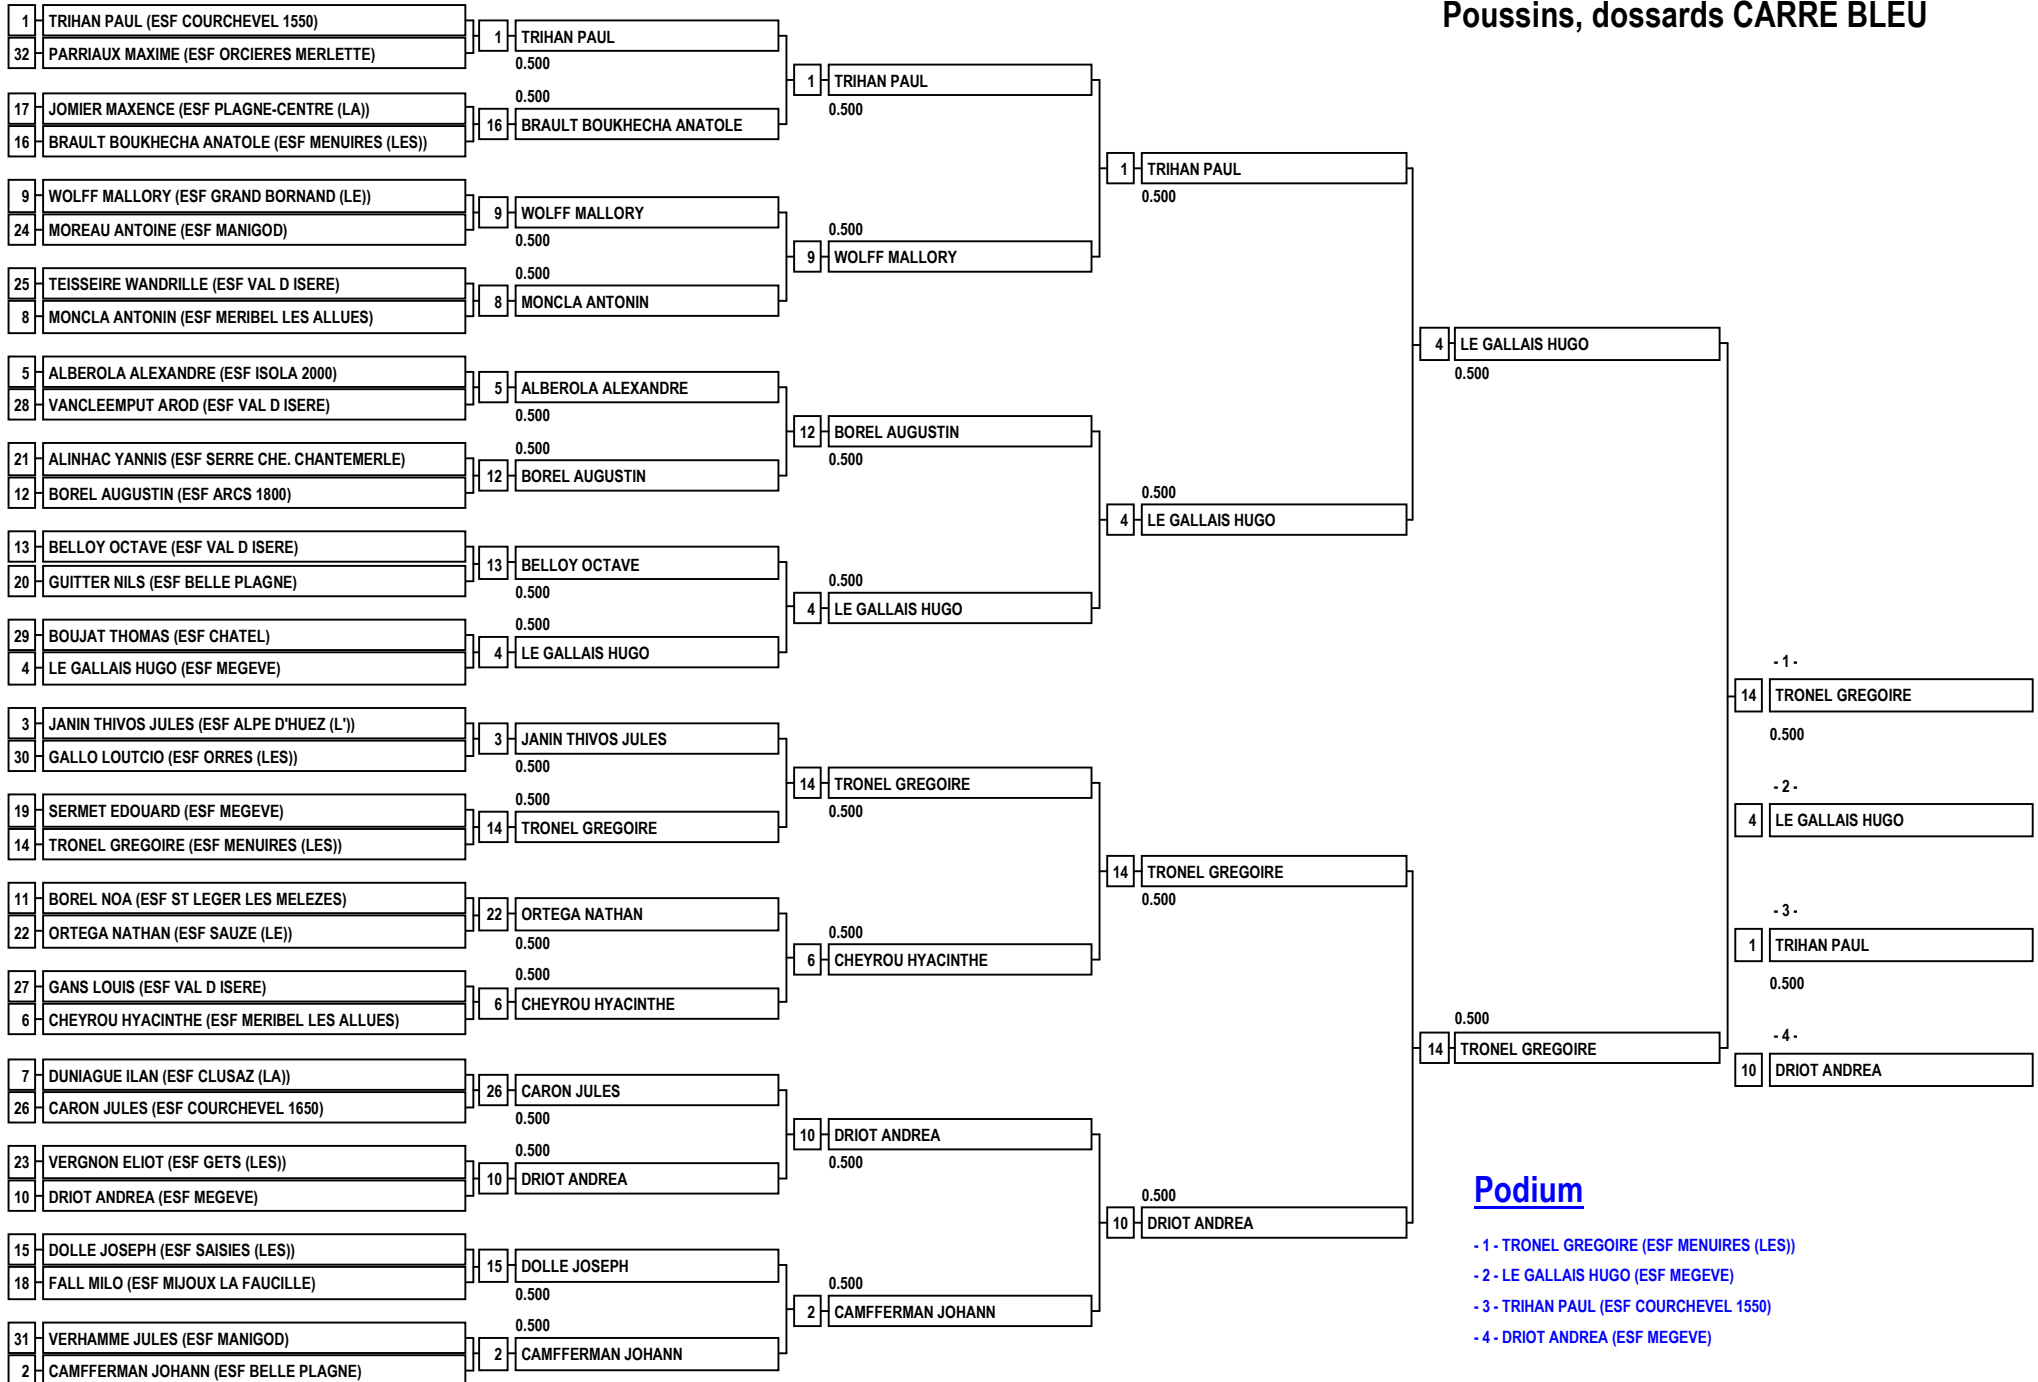 Poussins, dossards CARRE BLEU
1 TRIHAN PAUL (ESF COURCHEVEL 1550)
32 PARRIAUX MAXIME (ESF ORCIERES MERLETTE)
17 JOMIER MAXENCE (ESF PLAGNE-CENTRE (LA))
16 BRAULT BOUKHECHA ANATOLE (ESF MENUIRES (LES))
9 WOLFF MALLORY (ESF GRAND BORNAND (LE))
24 MOREAU ANTOINE (ESF MANIGOD)
25 TEISSEIRE WANDRILLE (ESF VAL D ISERE)
8 MONCLA ANTONIN (ESF MERIBEL LES ALLUES)
5 ALBEROLA ALEXANDRE (ESF ISOLA 2000)
28 VANCLEEMPUT AROD (ESF VAL D ISERE)
21 ALINHAC YANNIS (ESF SERRE CHE. CHANTEMERLE)
12 BOREL AUGUSTIN (ESF ARCS 1800)
13 BELLOY OCTAVE (ESF VAL D ISERE)
20 GUITTER NILS (ESF BELLE PLAGNE)
29 BOUJAT THOMAS (ESF CHATEL)
4 LE GALLAIS HUGO (ESF MEGEVE)
3 JANIN THIVOS JULES (ESF ALPE D'HUEZ (L'))
30 GALLO LOUTCIO (ESF ORRES (LES))
19 SERMET EDOUARD (ESF MEGEVE)
14 TRONEL GREGOIRE (ESF MENUIRES (LES))
11 BOREL NOA (ESF ST LEGER LES MELEZES)
22 ORTEGA NATHAN (ESF SAUZE (LE))
27 GANS LOUIS (ESF VAL D ISERE)
6 CHEYROU HYACINTHE (ESF MERIBEL LES ALLUES)
7 DUNIAGUE ILAN (ESF CLUSAZ (LA))
26 CARON JULES (ESF COURCHEVEL 1650)
23 VERGNON ELIOT (ESF GETS (LES))
10 DRIOT ANDREA (ESF MEGEVE)
15 DOLLE JOSEPH (ESF SAISIES (LES))
18 FALL MILO (ESF MIJOUX LA FAUCILLE)
31 VERHAMME JULES (ESF MANIGOD)
2 CAMFFERMAN JOHANN (ESF BELLE PLAGNE)
1 TRIHAN PAUL
0.500
0.500
16 BRAULT BOUKHECHA ANATOLE
9 WOLFF MALLORY
0.500
0.500
8 MONCLA ANTONIN
5 ALBEROLA ALEXANDRE
0.500
0.500
12 BOREL AUGUSTIN
13 BELLOY OCTAVE
0.500
0.500
4 LE GALLAIS HUGO
3 JANIN THIVOS JULES
0.500
0.500
14 TRONEL GREGOIRE
22 ORTEGA NATHAN
0.500
0.500
6 CHEYROU HYACINTHE
26 CARON JULES
0.500
0.500
10 DRIOT ANDREA
15 DOLLE JOSEPH
0.500
0.500
2 CAMFFERMAN JOHANN
1 TRIHAN PAUL
0.500
0.500
9 WOLFF MALLORY
12 BOREL AUGUSTIN
0.500
0.500
4 LE GALLAIS HUGO
14 TRONEL GREGOIRE
0.500
0.500
6 CHEYROU HYACINTHE
10 DRIOT ANDREA
0.500
0.500
2 CAMFFERMAN JOHANN
1 TRIHAN PAUL
0.500
0.500
4 LE GALLAIS HUGO
14 TRONEL GREGOIRE
0.500
0.500
10 DRIOT ANDREA
4 LE GALLAIS HUGO
0.500
0.500
14 TRONEL GREGOIRE
- 1 -
14 TRONEL GREGOIRE
0.500
- 2 -
4 LE GALLAIS HUGO
- 3 -
1 TRIHAN PAUL
0.500
- 4 -
10 DRIOT ANDREA
Podium
- 1 - TRONEL GREGOIRE (ESF MENUIRES (LES))
- 2 - LE GALLAIS HUGO (ESF MEGEVE)
- 3 - TRIHAN PAUL (ESF COURCHEVEL 1550)
- 4 - DRIOT ANDREA (ESF MEGEVE)